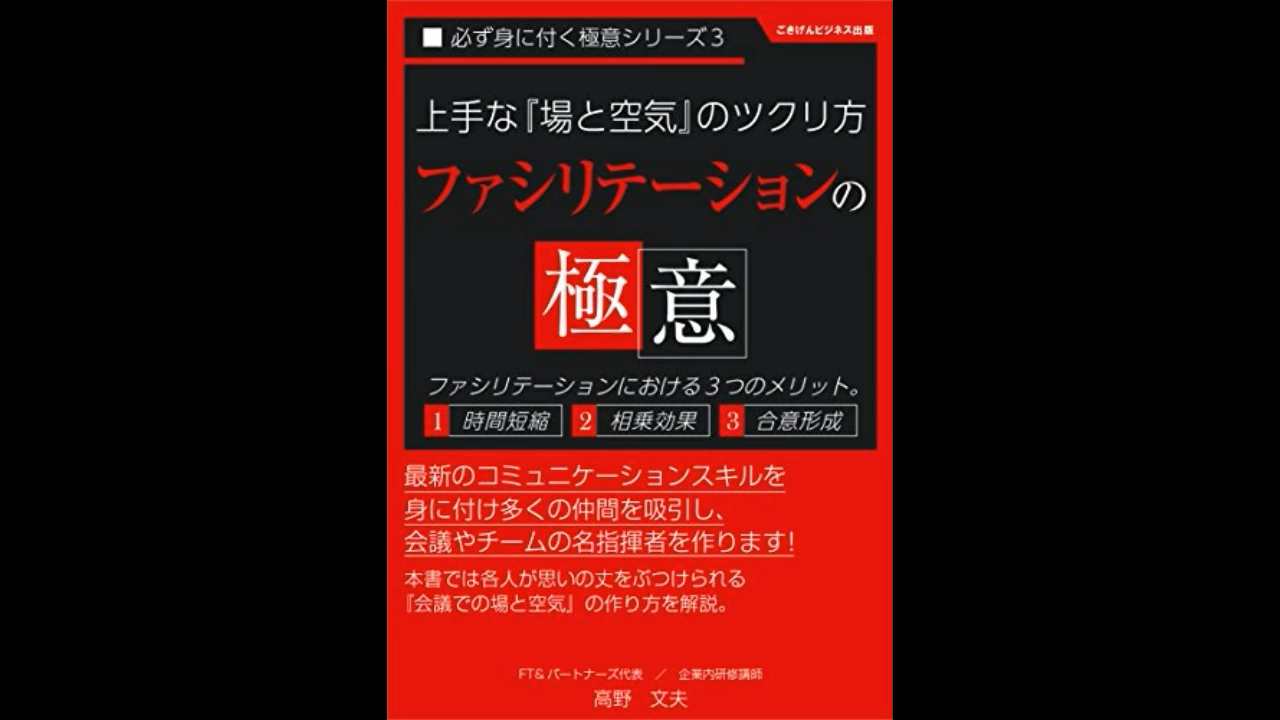 ■ 必ず身に付く極意シリーズ3
ごきげんビジネス出版
上手な『場と空気』のツクリ方
ファシリテーションの
極意
ファシリテーションにおける3つのメリット。
1 時間短縮 2 相乗効果 3 合意形成
最新のコミュニケーションスキルを
身に付け多くの仲間を吸引し、
会議やチームの名指揮者を作ります!
本書では各人が思いの丈をぶつけられる
『会議での場と空気』の作り方を解説。
FT&パートナーズ代表 / 企業内研修講師
高野 文夫